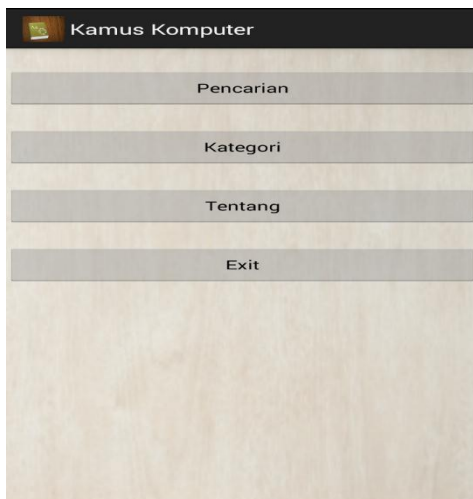 Kamus Komputer
Pencarian
Kategori
Tentang
Exit